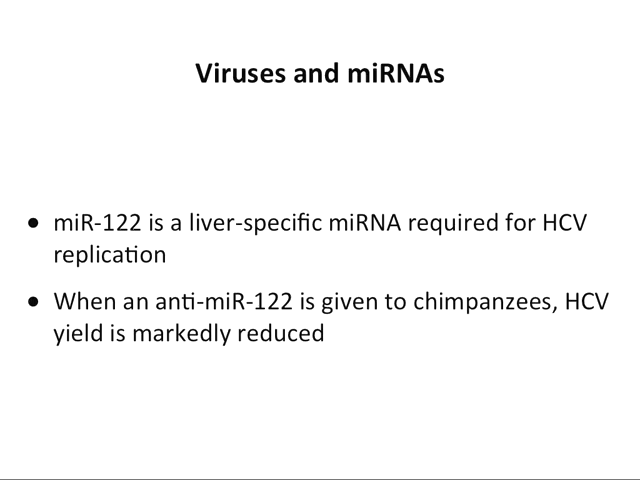 Viruses and miRNAs
● miR-122 is a liver-specific miRNA required for HCV
replication
● When an anti-miR-122 is given to chimpanzees, HCV
yield is markedly reduced